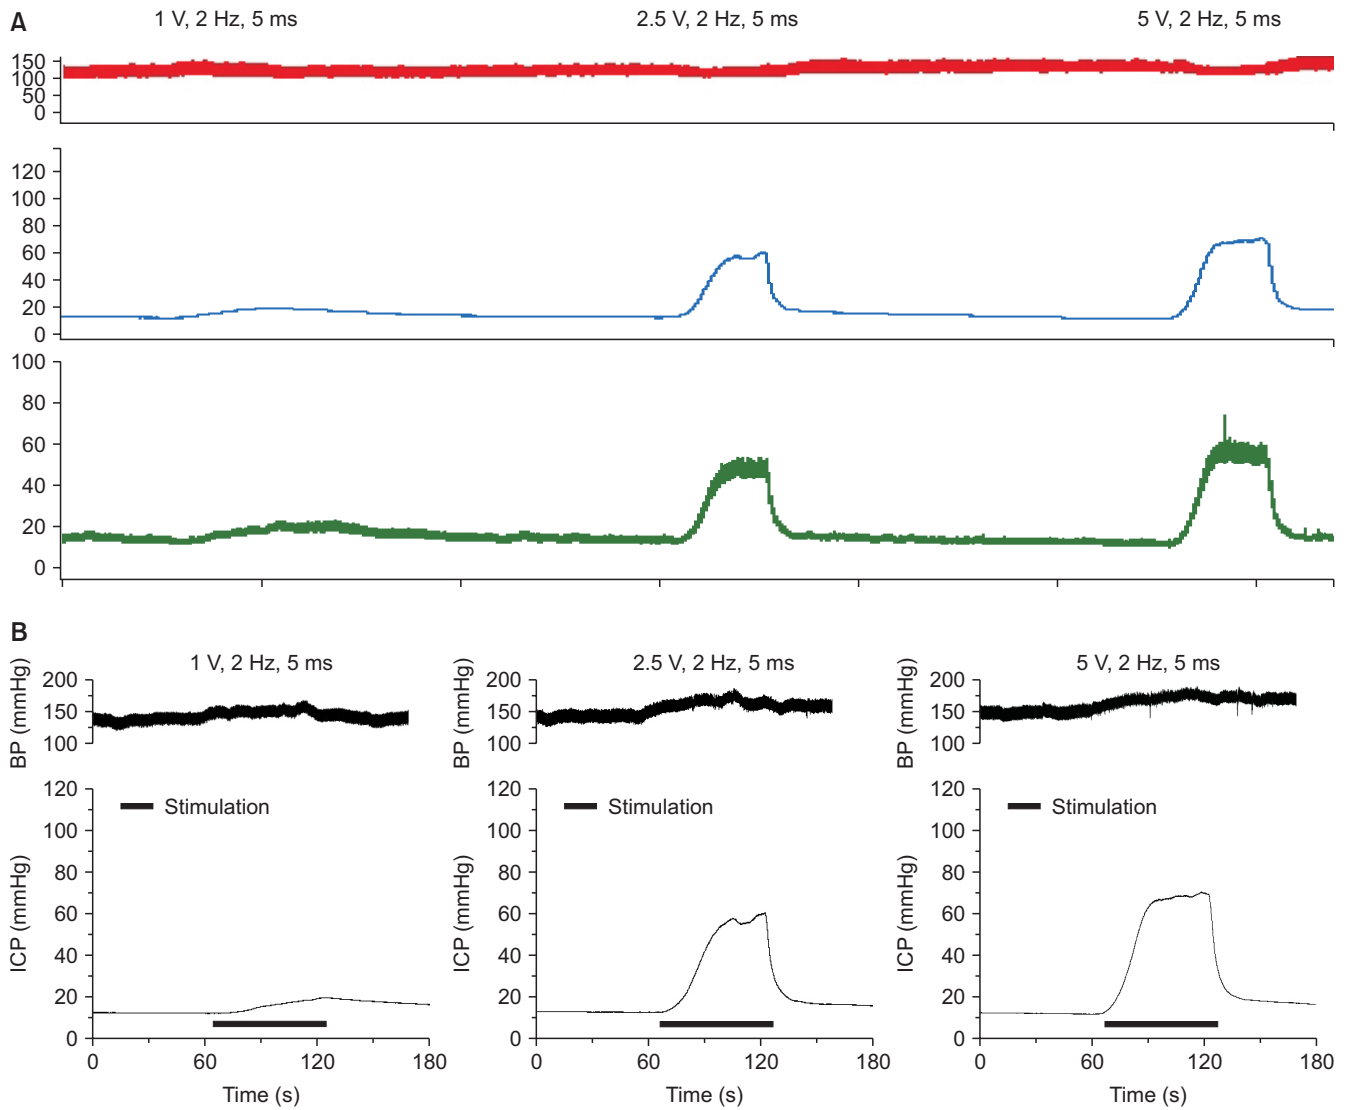 A
1 V, 2 Hz, 5 ms 2.5 V, 2 Hz, 5 ms 5 V, 2 Hz, 5 ms
150
100
50
0
120
100
80
60
40
20
0
100
80
60
40
20
0
B
1 V, 2 Hz, 5 ms
BP (mmHg)
200
150
100
ICP (mmHg)
120
100
80
60
40
20
0
Stimulation
0 60 120 180
Time (s)
2.5 V, 2 Hz, 5 ms
BP (mmHg)
200
150
100
ICP (mmHg)
120
100
80
60
40
20
0
Stimulation
0 60 120 180
Time (s)
5 V, 2 Hz, 5 ms
BP (mmHg)
200
150
100
ICP (mmHg)
120
100
80
60
40
20
0
Stimulation
0 60 120 180
Time (s)